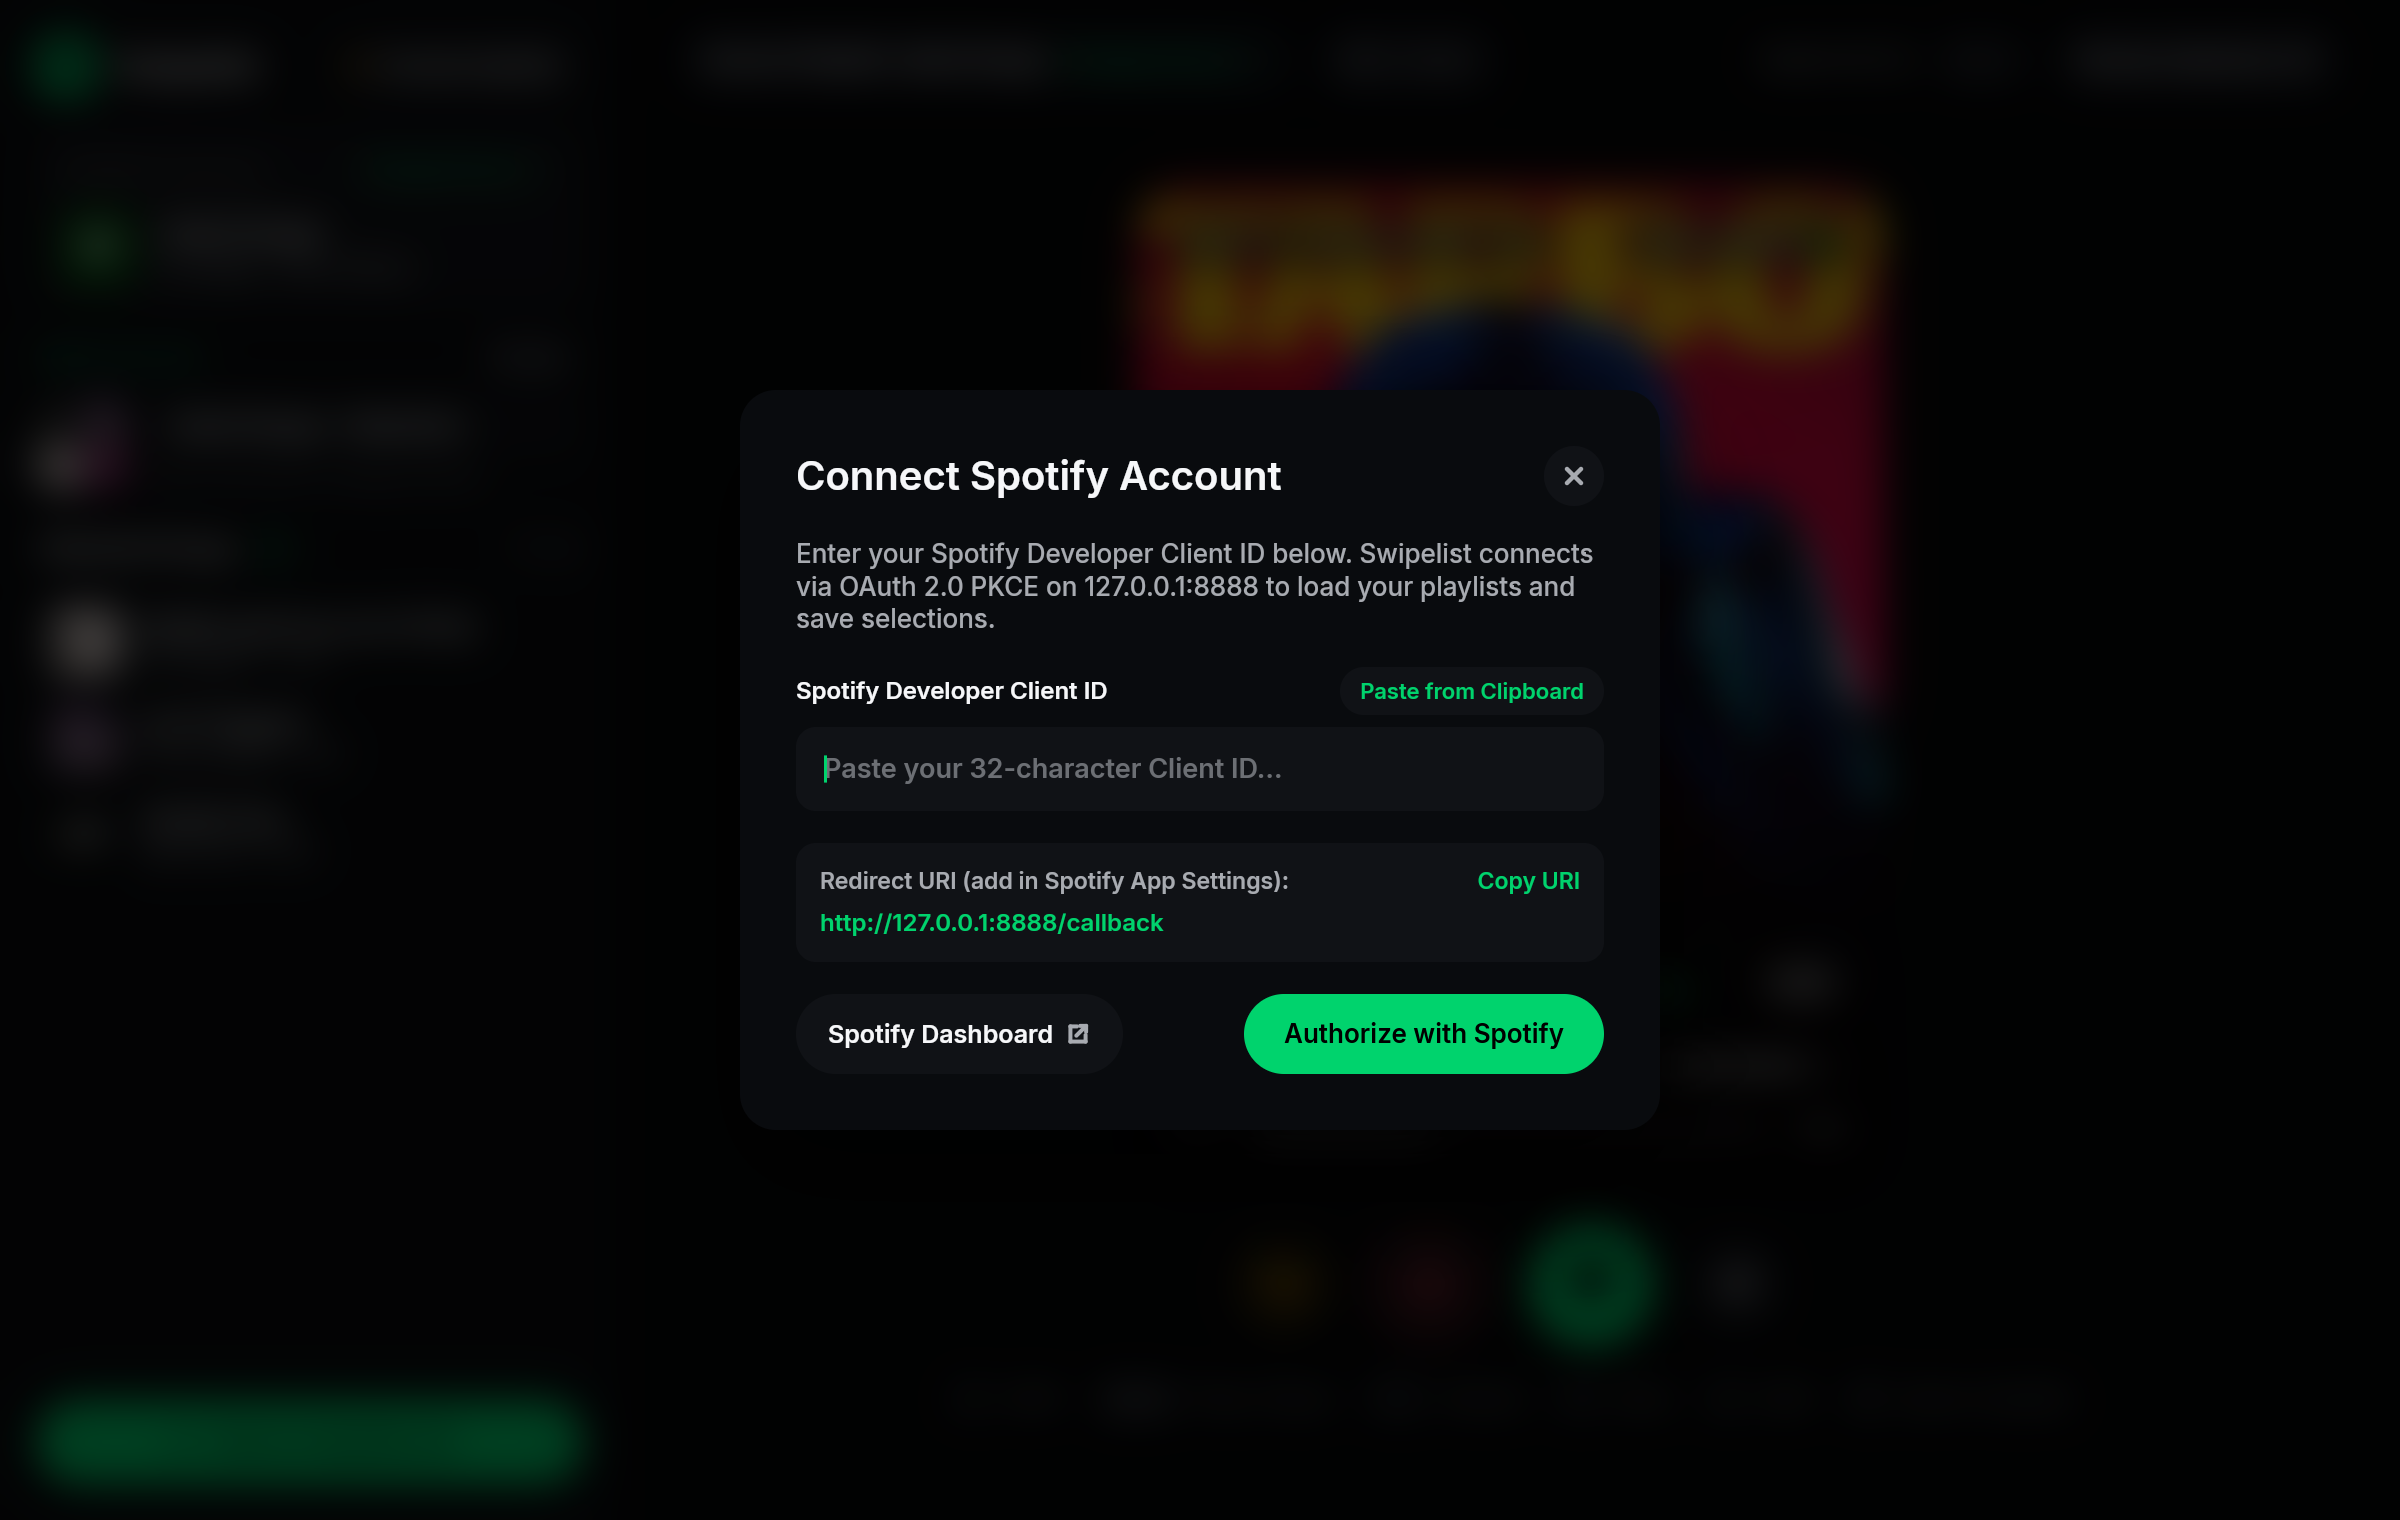 Connect Spotify Account
Enter your Spotify Developer Client ID below. Swipelist connects
via OAuth 2.0 PKCE on 127.0.0.1:8888 to load your playlists and
save selections.
Spotify Developer Client ID
Paste from Clipboard
Paste your 32-character Client ID...
Redirect URI (add in Spotify App Settings):
Copy URI
http://127.0.0.1:8888/callback
Spotify Dashboard
Authorize with Spotify